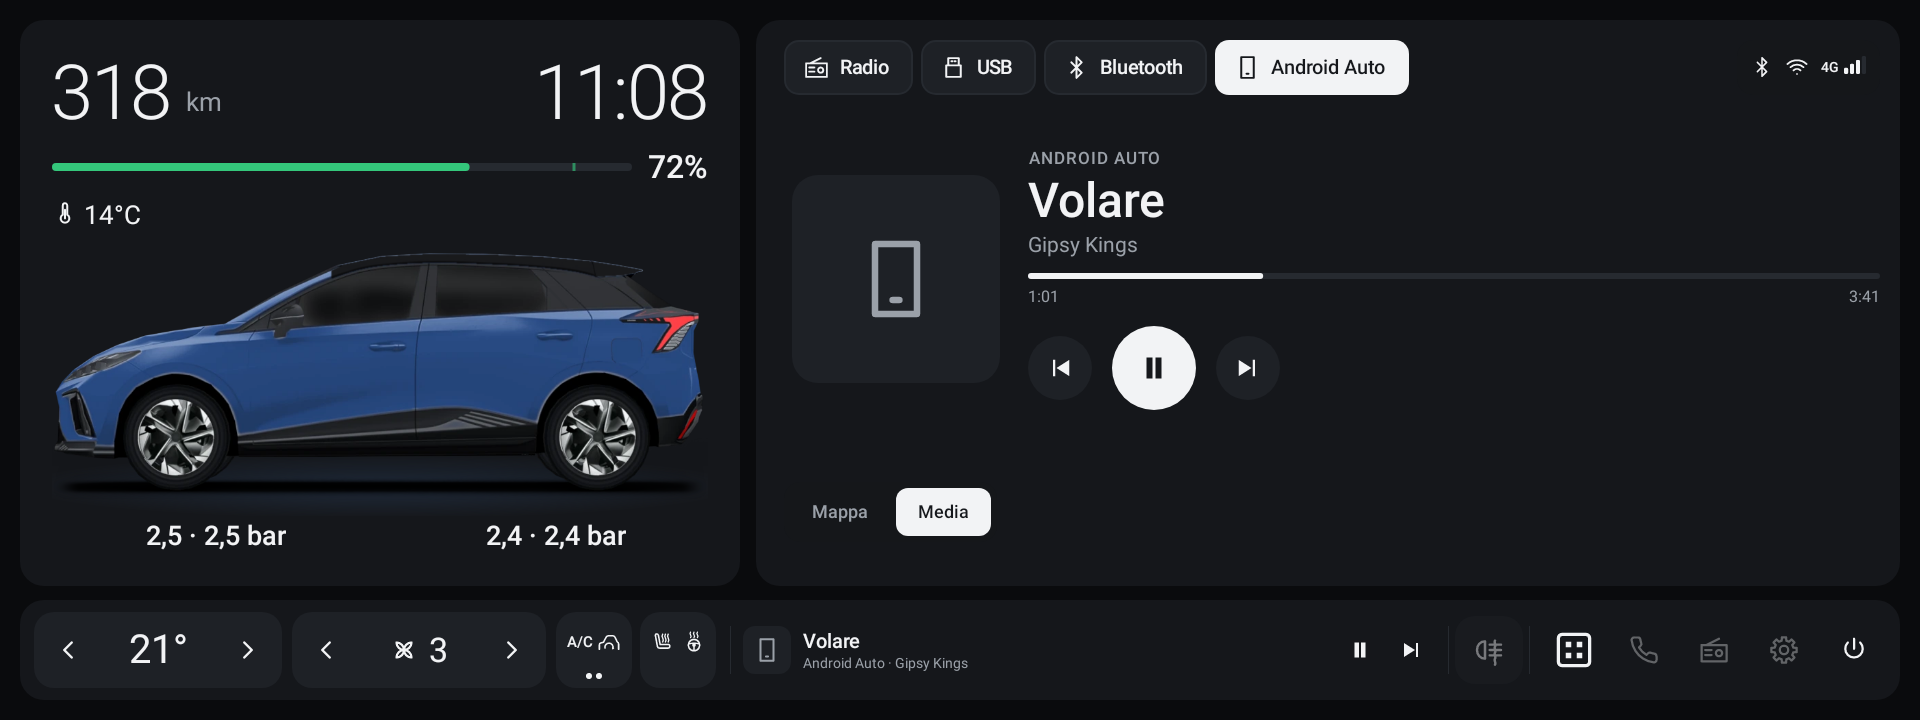 318 km
11:08
72%
14°C
2,5 · 2,5 bar
2,4 · 2,4 bar
Radio
USB
Bluetooth
Android Auto
4G
ANDROID AUTO
Volare
Gipsy Kings
1:01
3:41
Mappa
Media
21°
3
A/C
Volare
Android Auto · Gipsy Kings